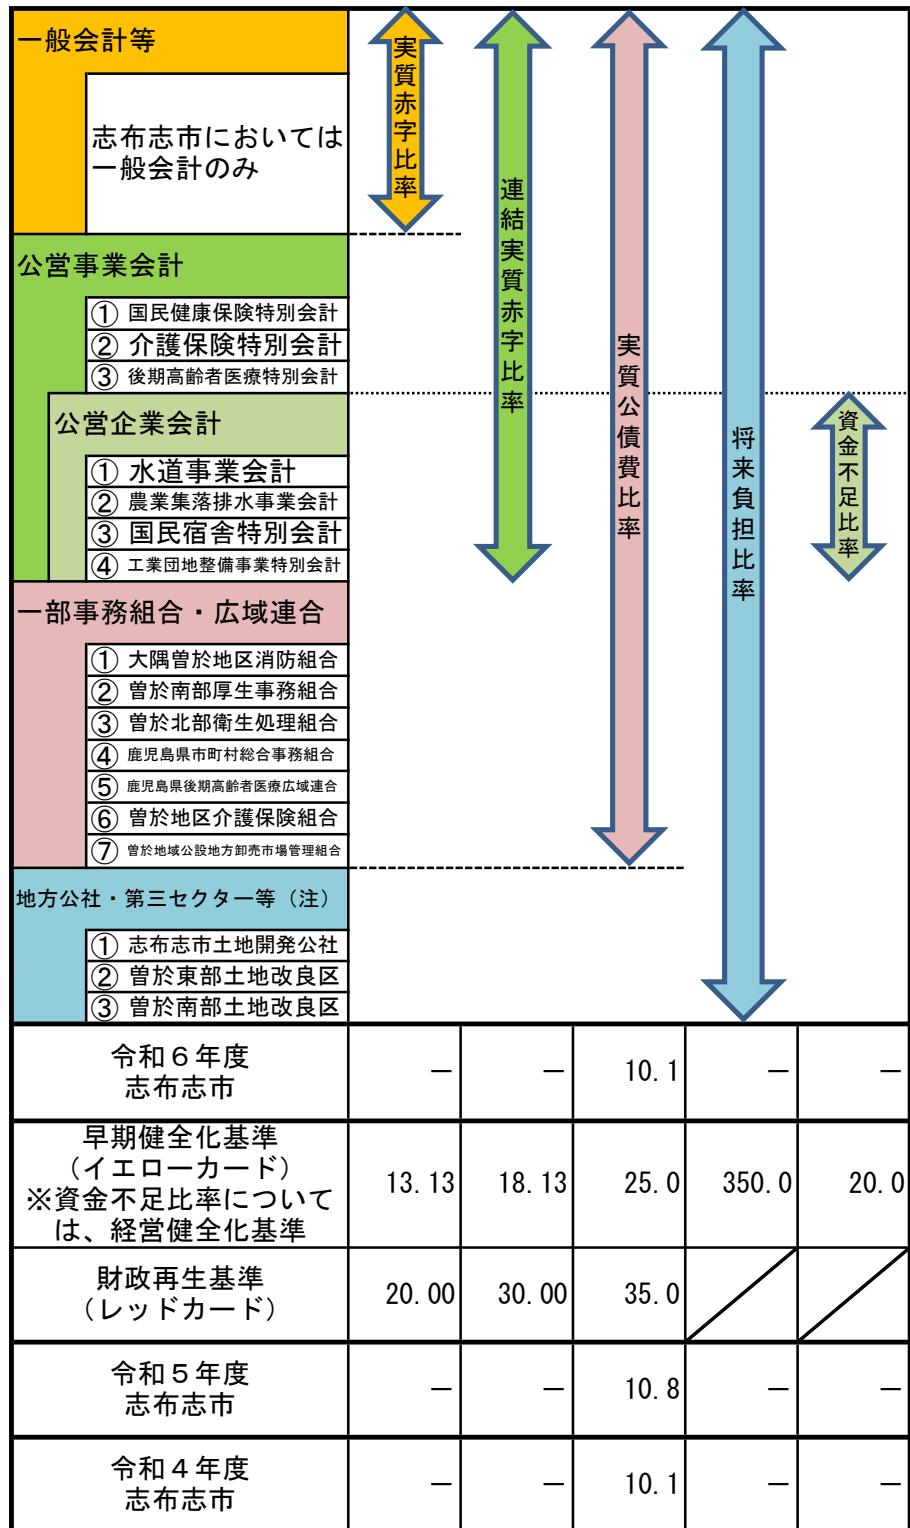 一般会計等
志布志市においては
一般会計のみ
実質赤字比率
連結実質赤字比率
実質公債費比率
将来負担比率
公営事業会計
① 国民健康保険特別会計
② 介護保険特別会計
③ 後期高齢者医療特別会計
公営企業会計
資金不足比率
① 水道事業会計
② 農業集落排水事業会計
③ 国民宿舎特別会計
④ 工業団地整備事業特別会計
一部事務組合・広域連合
① 大隅曽於地区消防組合
② 曽於南部厚生事務組合
③ 曽於北部衛生処理組合
④ 鹿児島県市町村総合事務組合
⑤ 鹿児島県後期高齢者医療広域連合
⑥ 曽於地区介護保険組合
⑦ 曽於地域公設地方卸売市場管理組合
地方公社・第三セクター等（注）
① 志布志市土地開発公社
② 曽於東部土地改良区
③ 曽於南部土地改良区
令和６年度
志布志市
－ － 10.1 － －
早期健全化基準
（イエローカード）
※資金不足比率について
は、経営健全化基準
13.13 18.13 25.0 350.0 20.0
財政再生基準
（レッドカード）
20.00 30.00 35.0
令和５年度
志布志市
－ － 10.8 － －
令和４年度
志布志市
－ － 10.1 － －